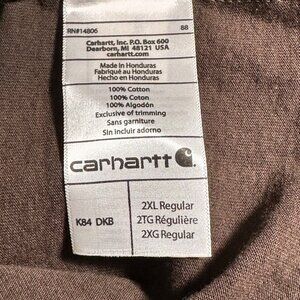 RN#14806 88
Carhartt, Inc. P.O. Box 600
Dearborn, MI 48121 USA
carhartt.com
Made in Honduras
Fabriqué au Honduras
Hecho en Honduras
100% Cotton
100% Coton
100% Algodón
Exclusive of trimming
Sans garniture
Sin incluir adorno
carhartt
K84 DKB
2XL Regular
2TG Régulière
2XG Regular